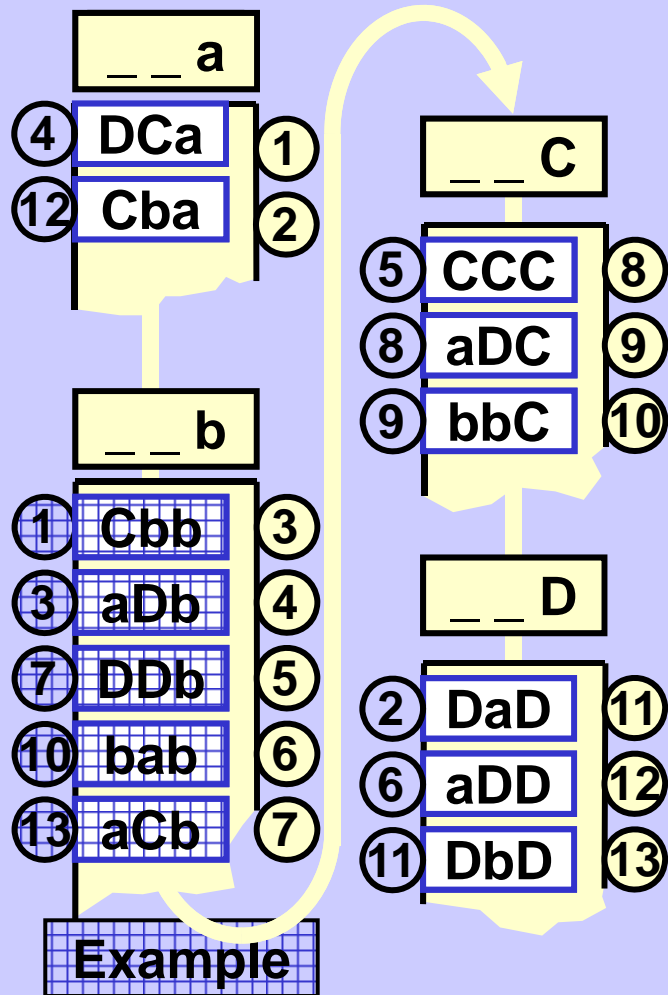 _ _ a
4 DCa 1
12 Cba 2
_ _ b
1 Cbb 3
3 aDb 4
7 DDb 5
10 bab 6
13 aCb 7
Example
_ _ C
5 CCC 8
8 aDC 9
9 bbC 10
_ _ D
2 DaD 11
6 aDD 12
11 DbD 13